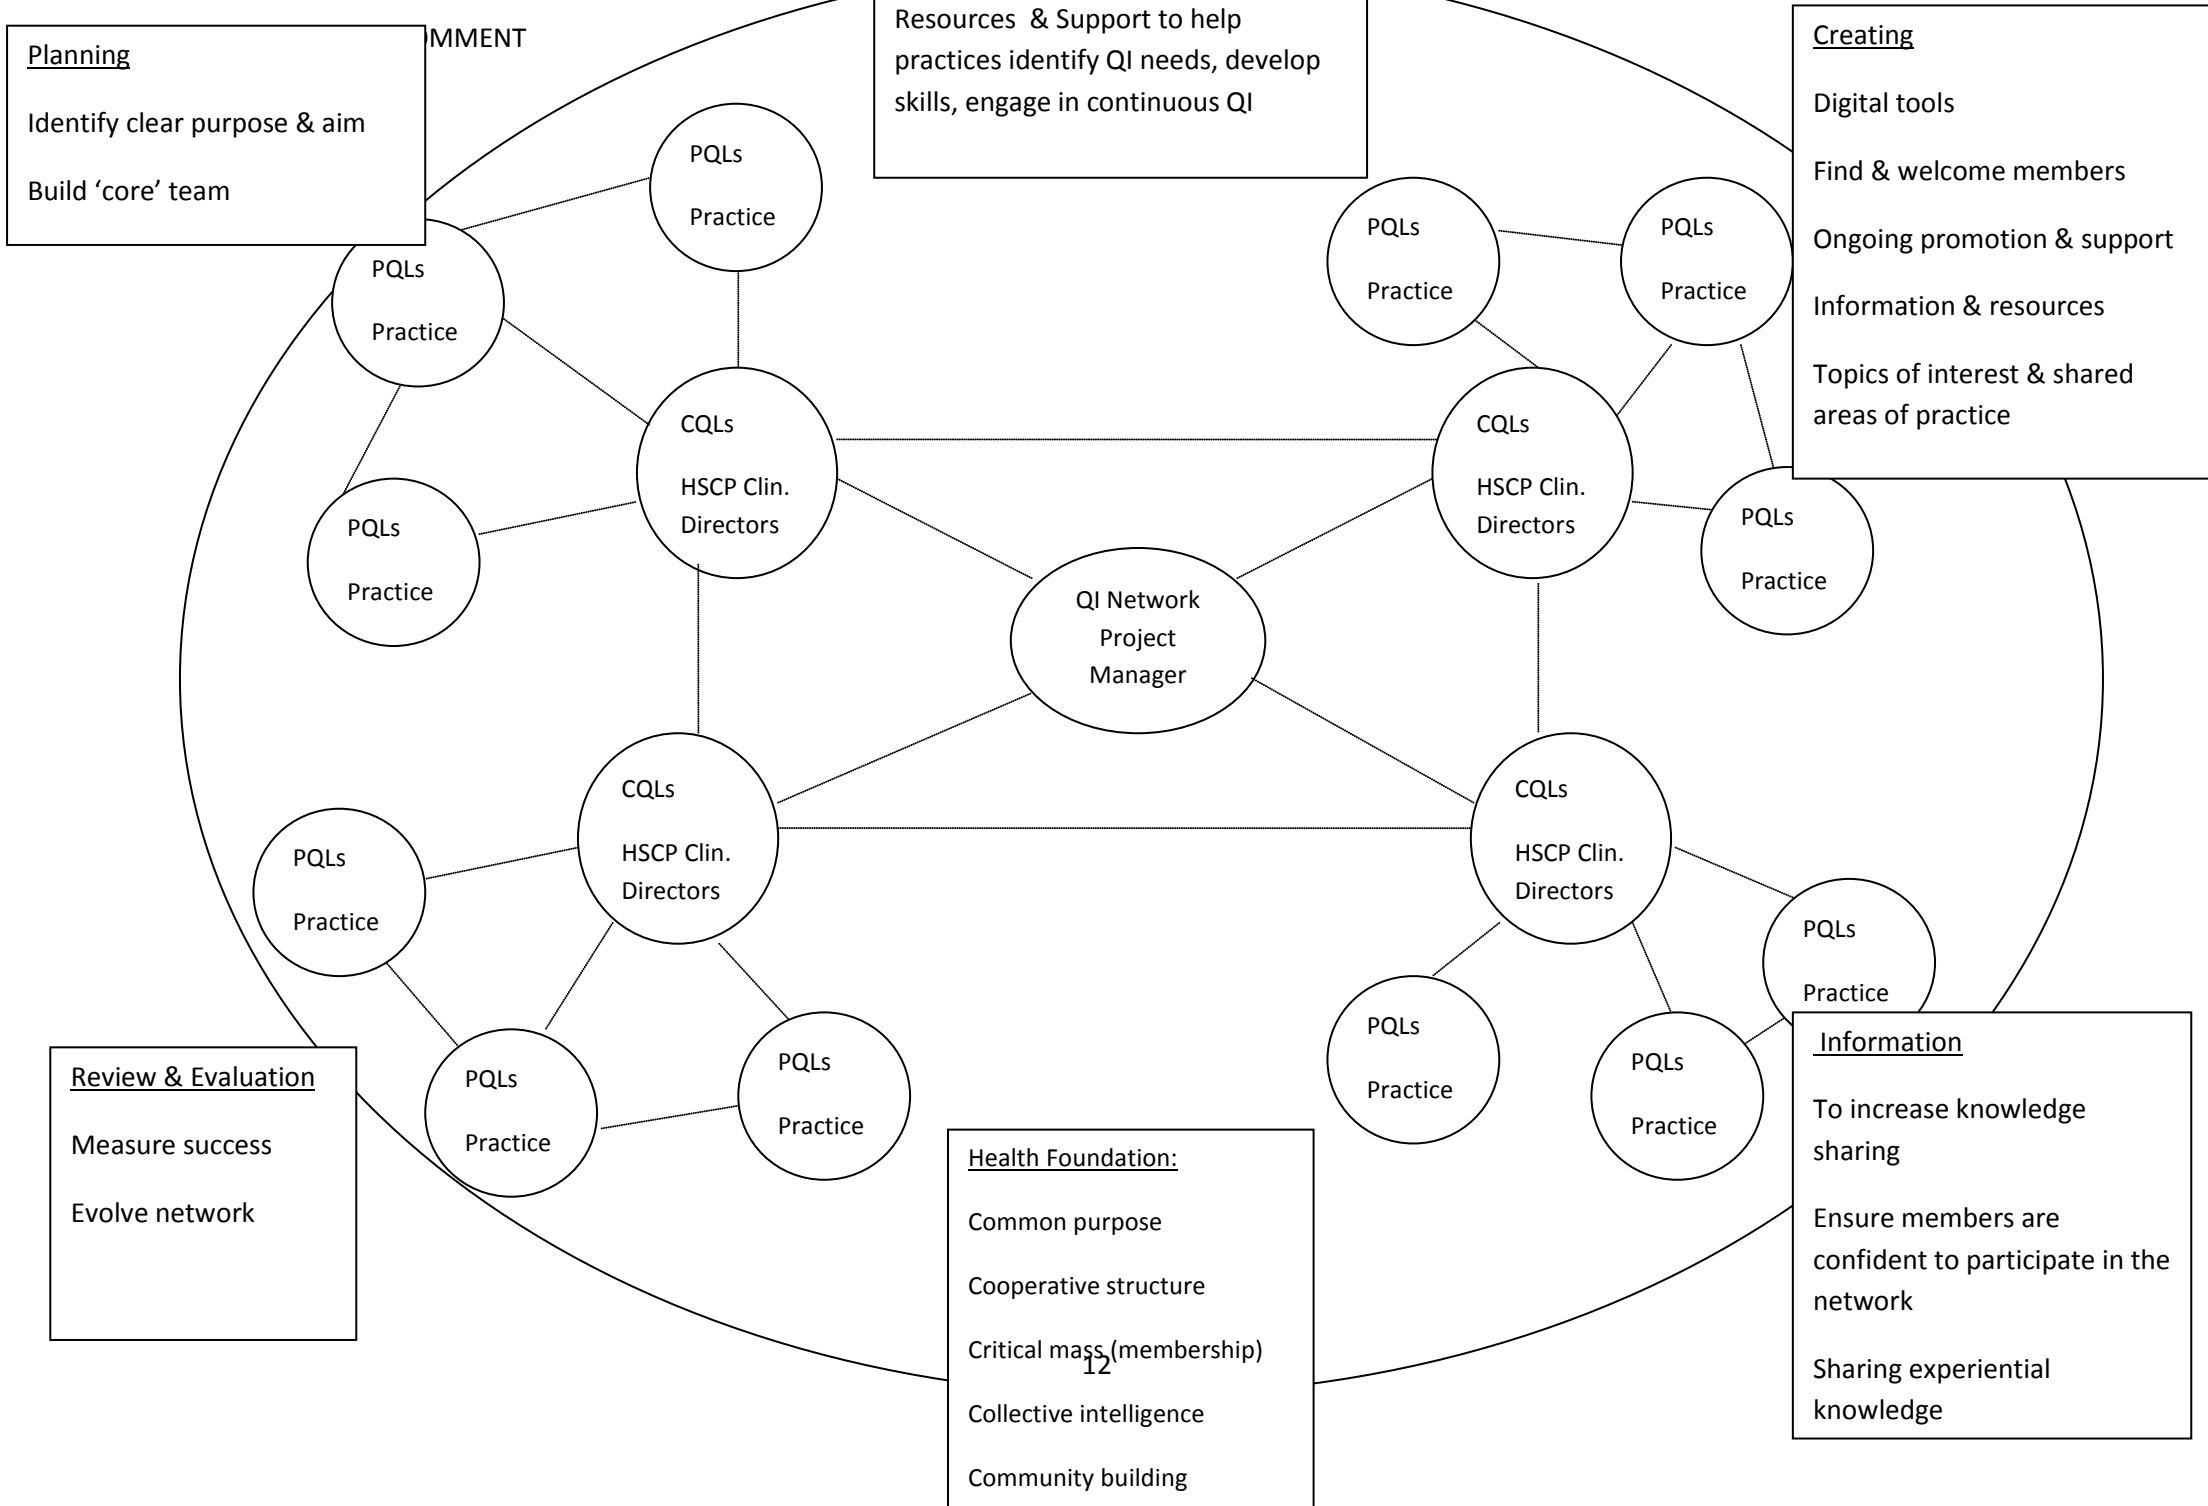 OMMENT
Planning
Identify clear purpose & aim
Build ‘core’ team
Resources & Support to help
practices identify QI needs, develop
skills, engage in continuous QI
Creating
Digital tools
Find & welcome members
Ongoing promotion & support
Information & resources
Topics of interest & shared
areas of practice
PQLs
Practice
PQLs
Practice
PQLs
Practice
CQLs
HSCP Clin.
Directors
PQLs
Practice
PQLs
Practice
PQLs
Practice
CQLs
HSCP Clin.
Directors
QI Network
Project
Manager
CQLs
HSCP Clin.
Directors
PQLs
Practice
PQLs
Practice
PQLs
Practice
CQLs
HSCP Clin.
Directors
PQLs
Practice
PQLs
Practice
PQLs
Practice
Review & Evaluation
Measure success
Evolve network
Health Foundation:
Common purpose
Cooperative structure
Critical mass (membership)
12
Collective intelligence
Community building
Information
To increase knowledge
sharing
Ensure members are
confident to participate in the
network
Sharing experiential
knowledge